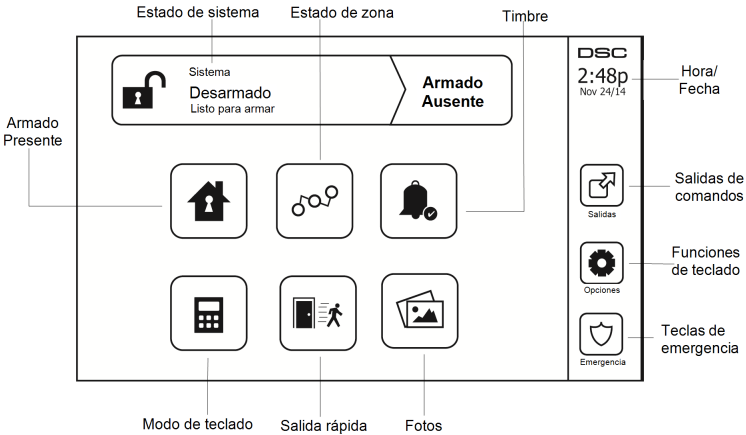 Estado de sistema
Estado de zona
Timbre
DSC
2:48p
Nov 24/14
Hora/
Fecha
Sistema
Desarmado
Listo para armar
Armado
Ausente
Armado
Presente
Salidas
Salidas de
comandos
Opciones
Funciones
de teclado
Emergencia
Teclas de
emergencia
Modo de teclado
Salida rápida
Fotos